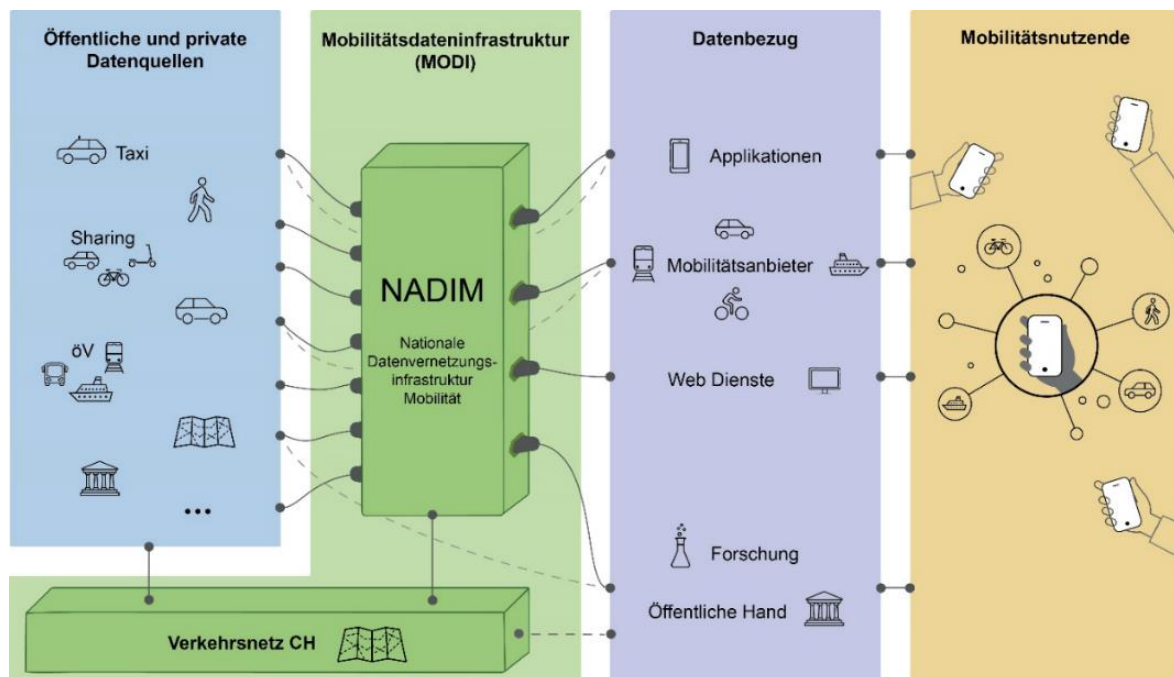 Öffentliche und private
Datenquellen
Taxi
Sharing
öV
...
Mobilitätsdateninfrastruktur
(MODI)
NADIM
Nationale
Datenvernetzungs-
infrastruktur
Mobilität
Verkehrsnetz CH
Datenbezug
Applikationen
Mobilitätsanbieter
Web Dienste
Forschung
Öffentliche Hand
Mobilitätsnutzende